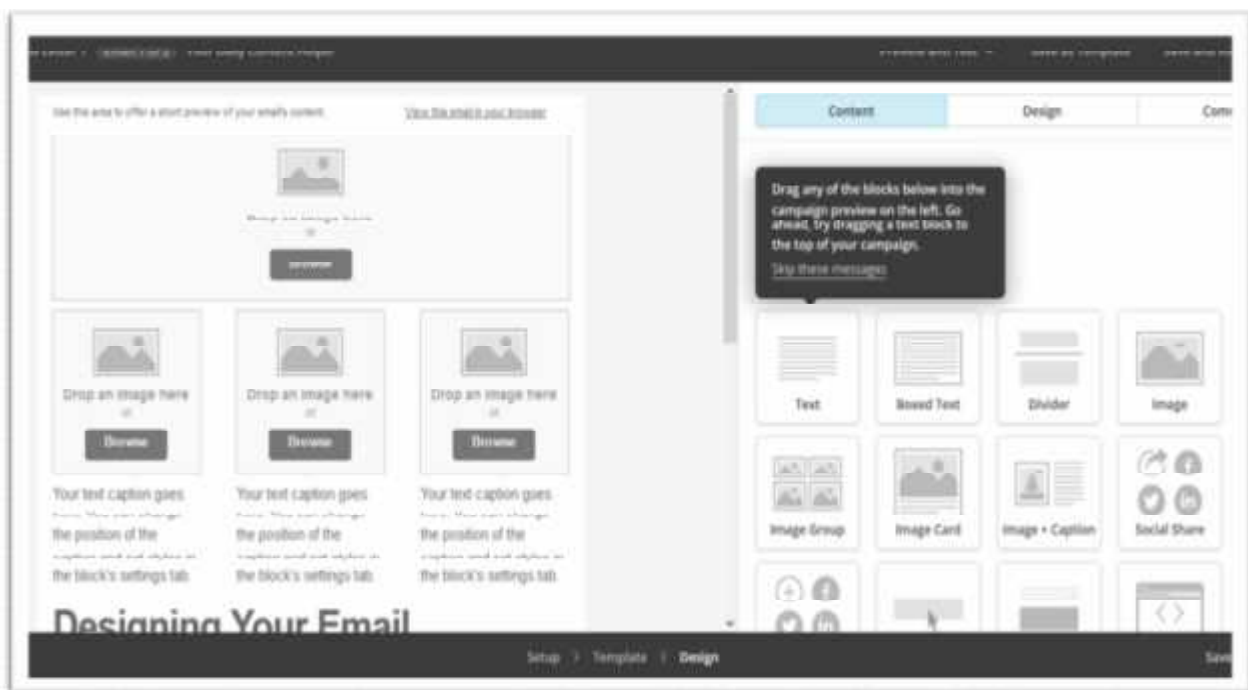 Use this area to offer a short preview of your email's content.
View this email in your browser
Drop an image here
or
Drop an image here
or
Browse
Drop an image here
or
Browse
Drop an image here
or
Browse
Your text caption goes
the position of the
the block's settings tab
Your text caption goes
the position of the
the block's settings tab
Your text caption goes
the position of the
the block's settings tab
Designing Your Email
Content
Design
Com
Drag any of the blocks below into the
campaign preview on the left. Go
ahead, try dragging a text block to
the top of your campaign.
Skip these messages
Text
Boxed Text
Divider
Image
Image Group
Image Card
Image + Caption
Social Share
Setup > Template > Design
Save